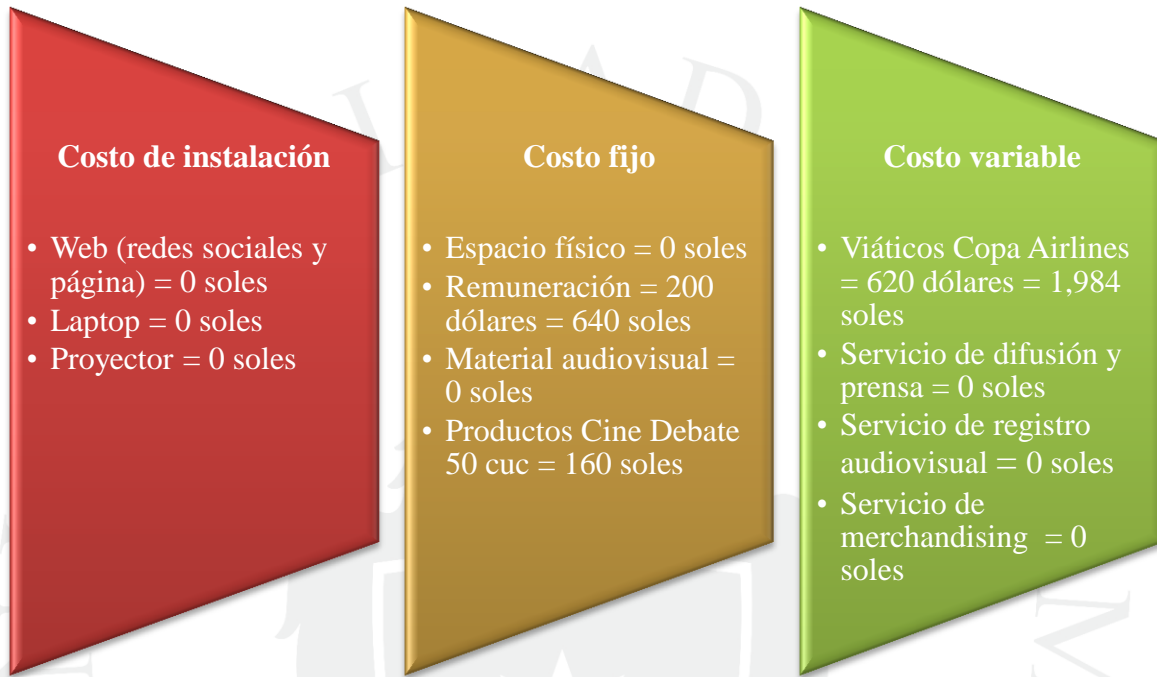 Costo de instalación
• Web (redes sociales y
página) = 0 soles
• Laptop = 0 soles
• Proyector = 0 soles
Costo fijo
• Espacio físico = 0 soles
• Remuneración = 200
dólares = 640 soles
• Material audiovisual =
0 soles
• Productos Cine Debate
50 cuc = 160 soles
Costo variable
• Viáticos Copa Airlines
= 620 dólares = 1,984
soles
• Servicio de difusión y
prensa = 0 soles
• Servicio de registro
audiovisual = 0 soles
• Servicio de
merchandising = 0
soles